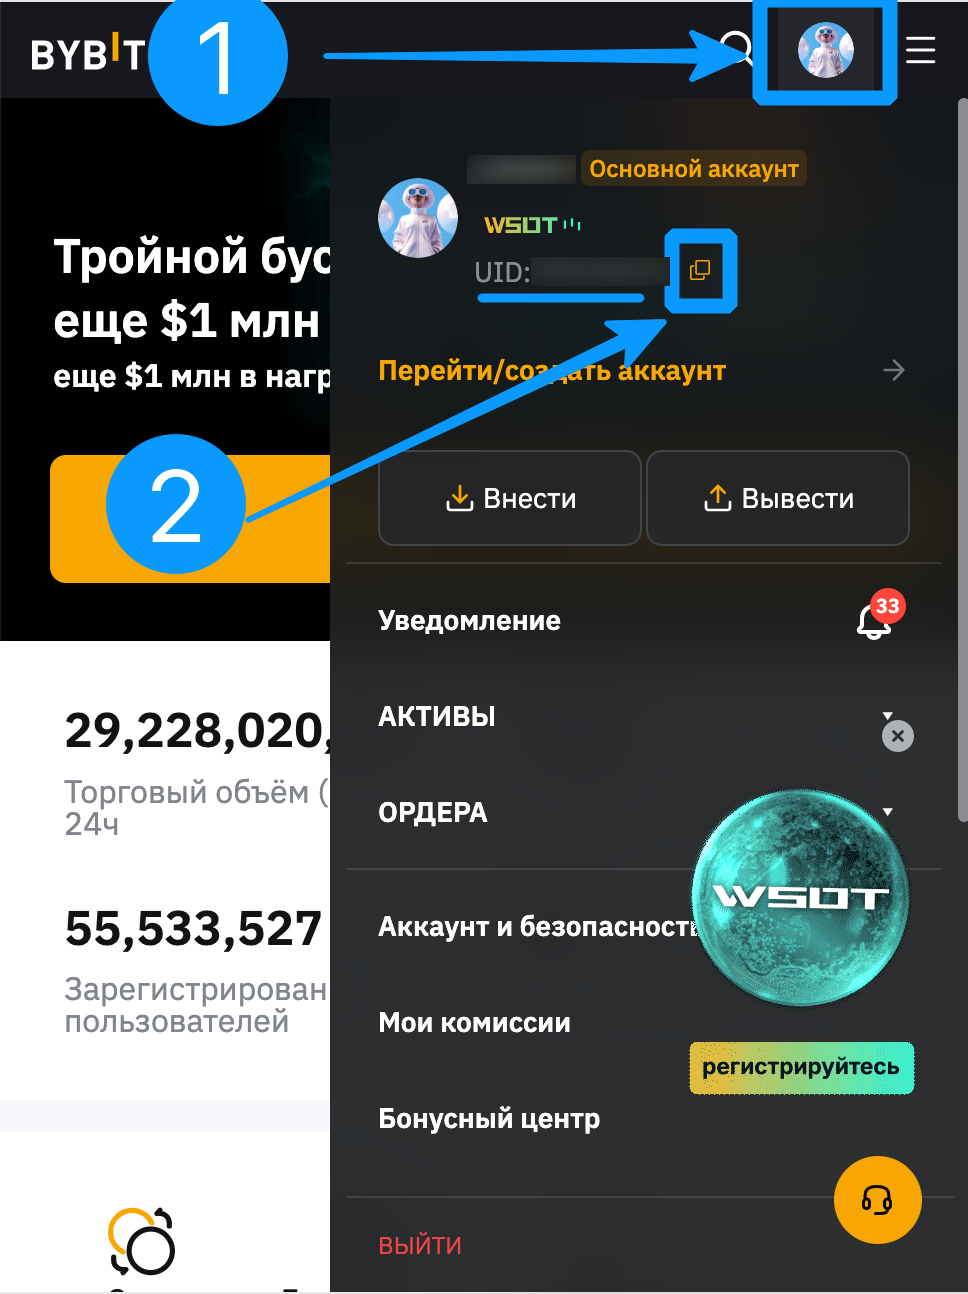 BYBIT
1
Тройной бус
еще $1 млн
еще $1 млн в нагр
2
29,228,020,
Торговый объём (
24ч
55,533,527
Зарегистрирован
пользователей
Основной аккаунт
WSOT
UID:
Перейти/создать аккаунт
Внести
Вывести
Уведомление
33
АКТИВЫ
ОРДЕРА
WSOT
Аккаунт и безопасность
Мои комиссии
регистрируйтесь
Бонусный центр
ВЫЙТИ